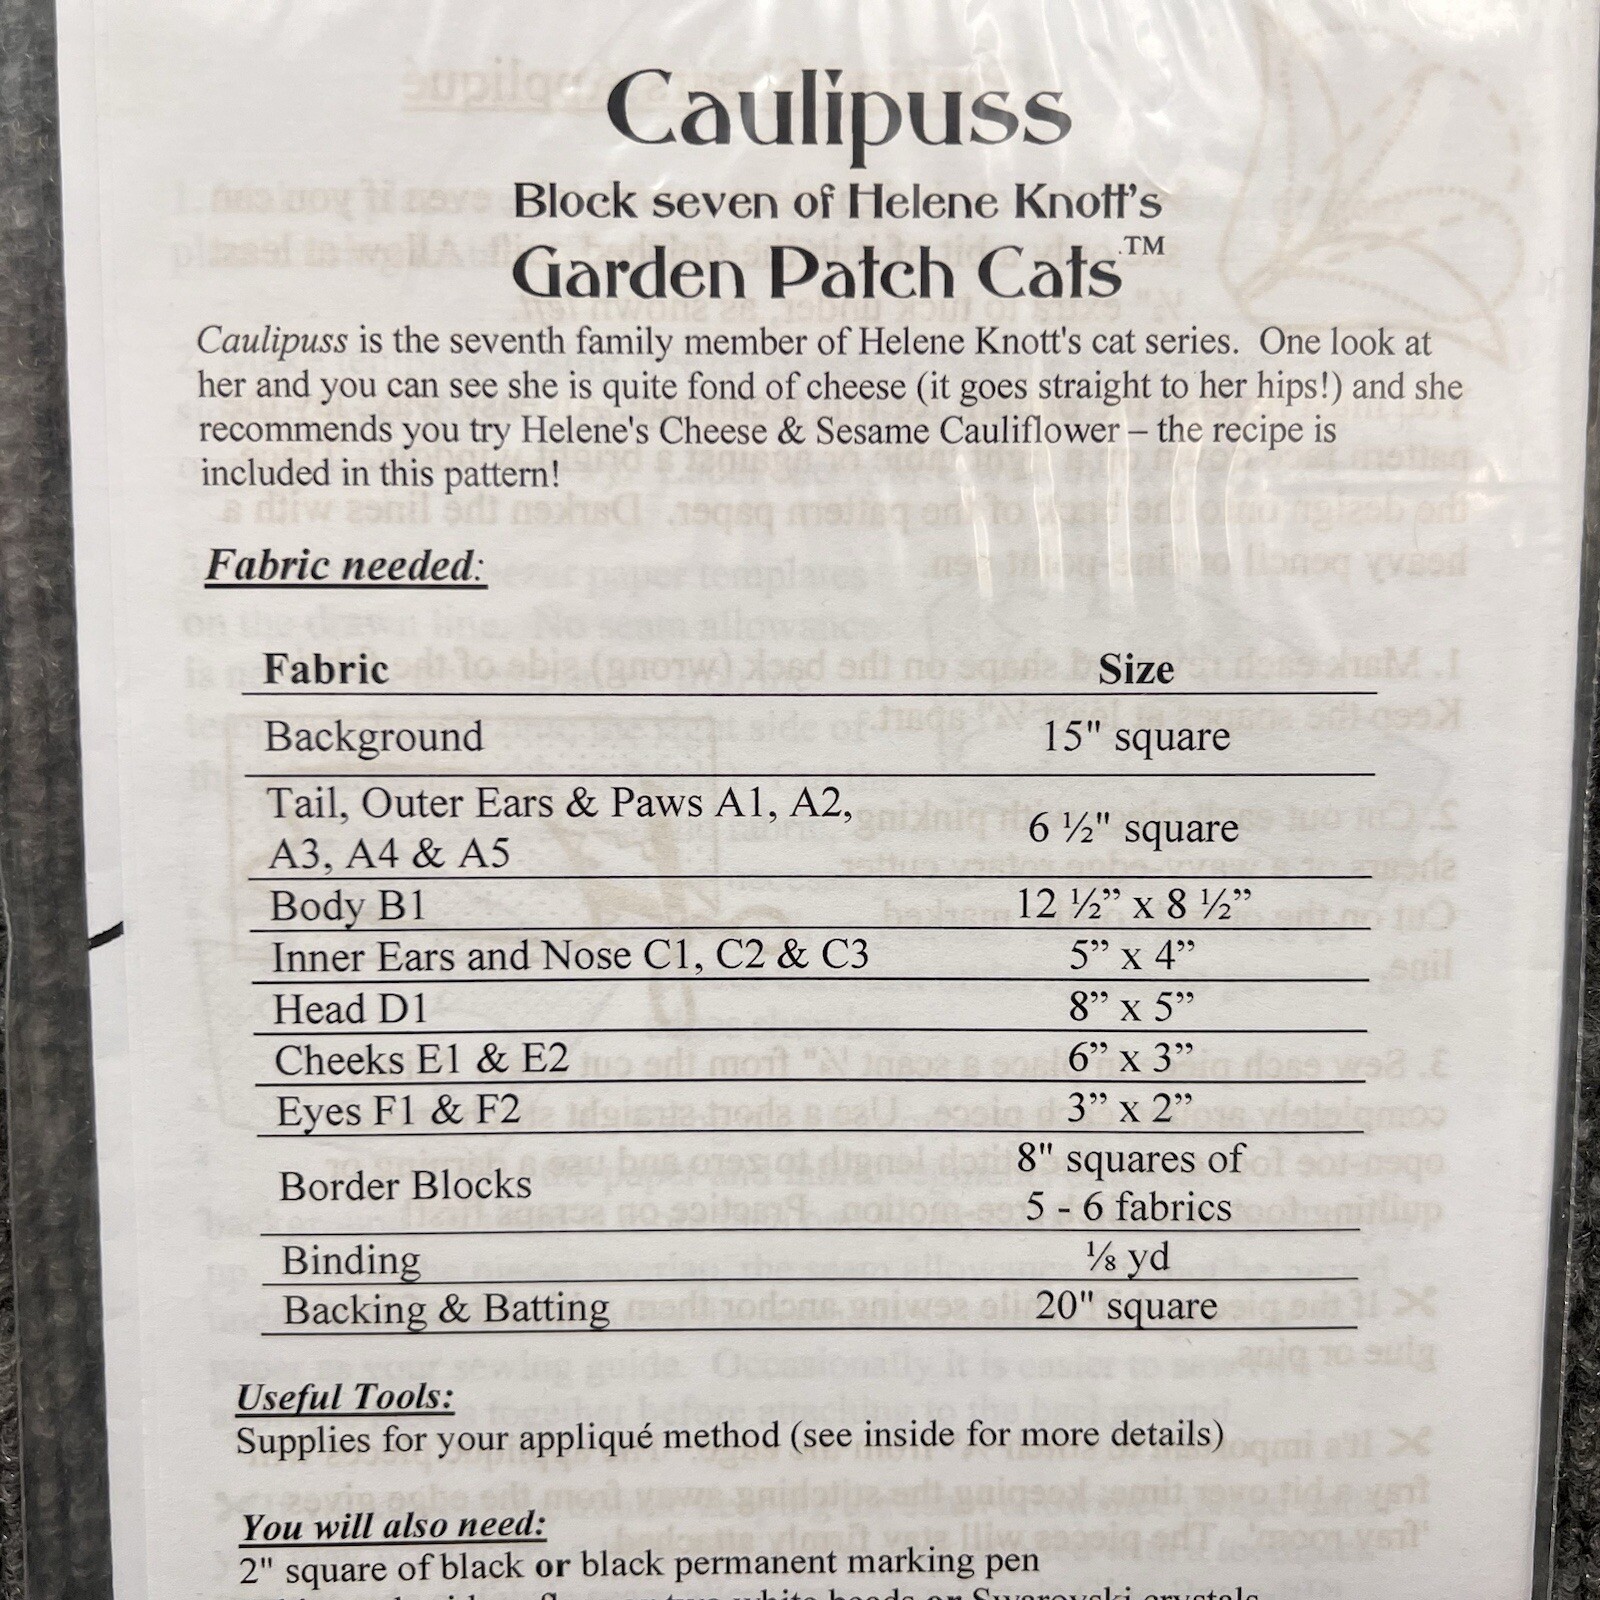 Caulipuss
Block seven of Helene Knott's
Garden Patch Cats™
Caulipuss is the seventh family member of Helene Knott's cat series. One look at
her and you can see she is quite fond of cheese (it goes straight to her hips!) and she
recommends you try Helene's Cheese & Sesame Cauliflower – the recipe is
included in this pattern!
Fabric needed:
Fabric Size
Background 15" square
Tail, Outer Ears & Paws A1, A2,
A3, A4 & A5 6 ½" square
Body B1 12 ½” x 8 ½”
Inner Ears and Nose C1, C2 & C3 5” x 4”
Head D1 8” x 5”
Cheeks E1 & E2 6” x 3”
Eyes F1 & F2 3” x 2”
Border Blocks 8" squares of
5 - 6 fabrics
Binding ⅛ yd
Backing & Batting 20" square
Useful Tools:
Supplies for your appliqué method (see inside for more details)
You will also need:
2" square of black or black permanent marking pen
two white beads or Swarovski crystals